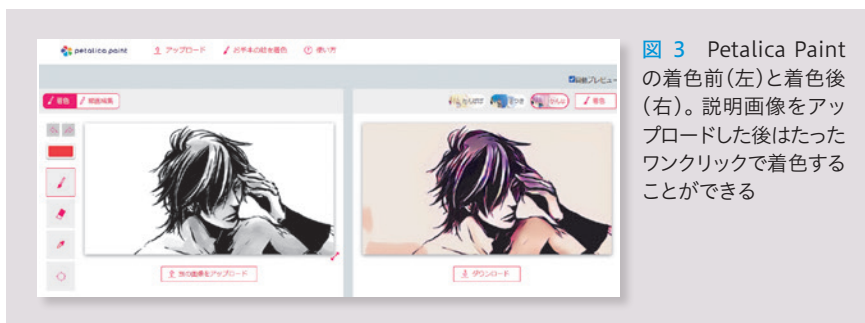 petalica paint
アップロード
お手本の絵を着色
使い方
自動プレビュー
着色
線画編集
たんぽぽ
さつき
かんな
着色
別の画像をアップロード
ダウンロード
図 3 Petalica Paint
の着色前(左)と着色後
(右)。説明画像をアッ
プロードした後はたった
ワンクリックで着色する
ことができる